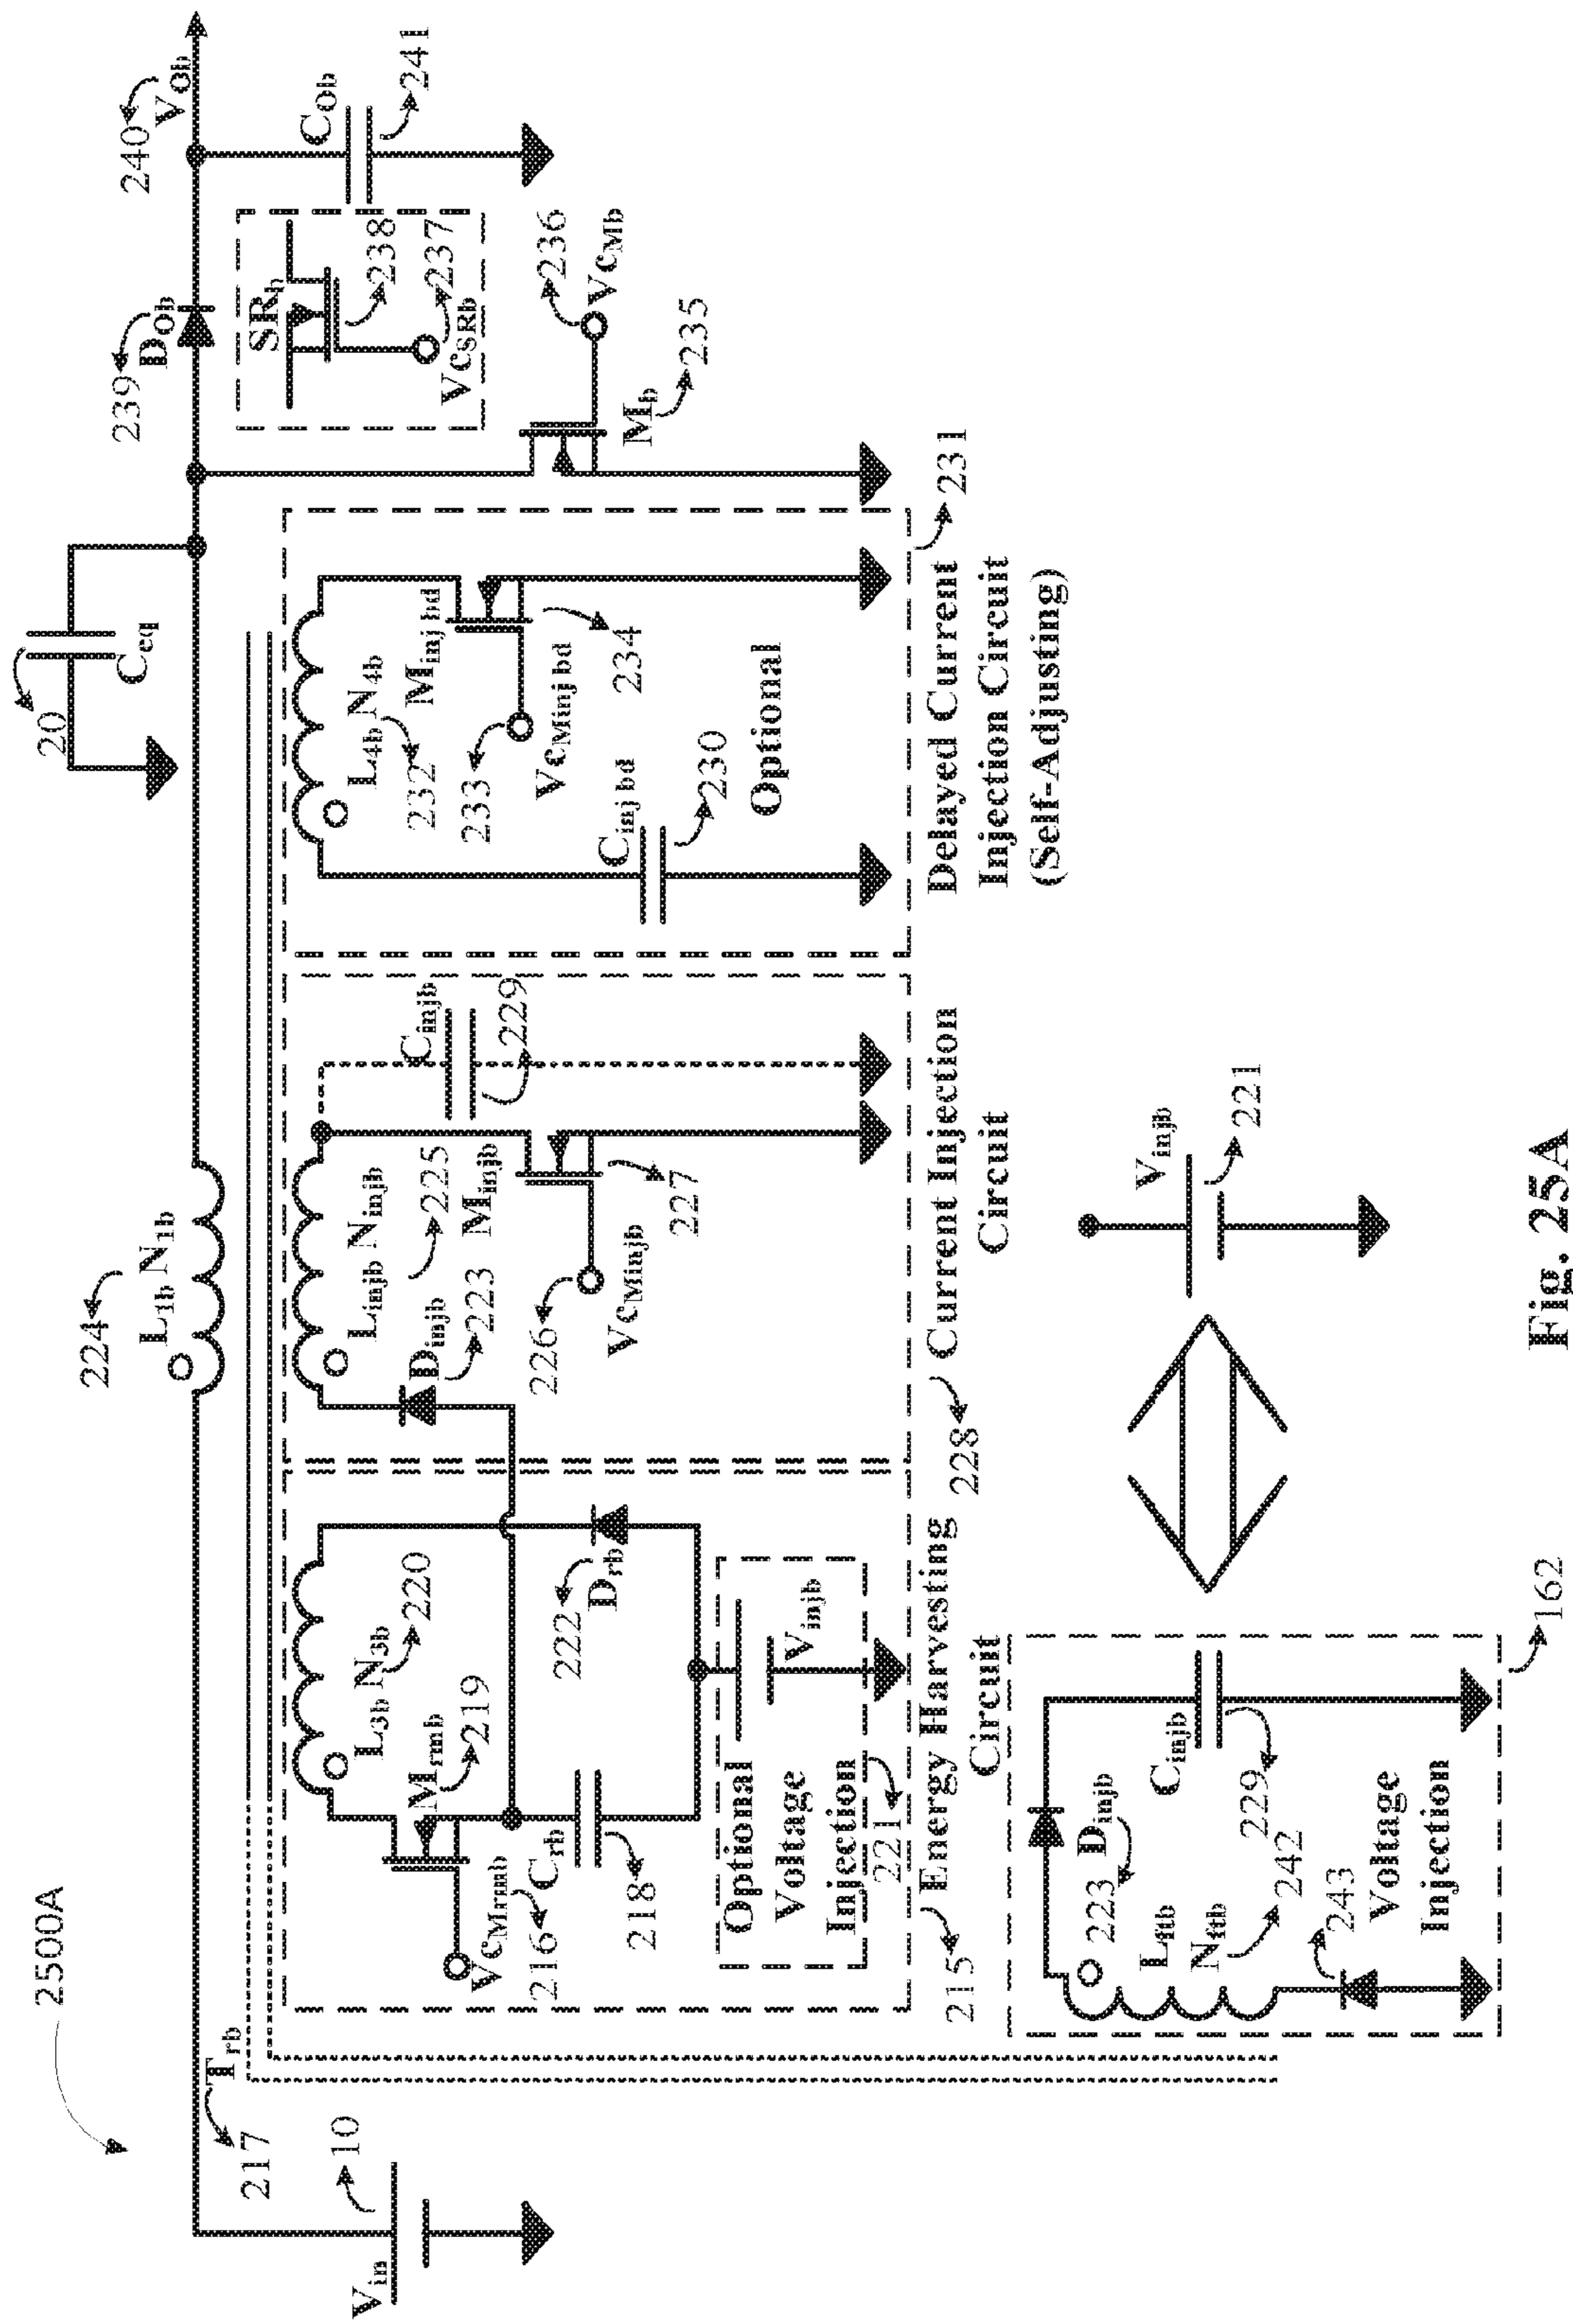 2500A
Vin
10
217
Trb
224
L1b N1b
20
Ceq
239
DOb
240
VOb
SRb
238
237
VCSRb
COb
241
236
VCMb
Mb
235
L3b N3b
220
Mrmb
219
VCMrmb
216
Crb
218
222
Drb
Optional
Voltage
Injection
Vinjb
221
215
Energy Harvesting
Circuit
Linjb Ninjb
225
Dinjb
223
Minjb
226
VCMinjb
227
Cinjb
229
228
Current Injection
Circuit
L4b N4b
232
Minj bd
233
VCMinj bd
234
Cinj bd
230
Optional
231
Delayed Current
Injection Circuit
(Self-Adjusting)
223
Dinjb
Lftb
Nftb
242
243
Cinjb
229
Voltage
Injection
162
Vinjb
221
Fig. 25A